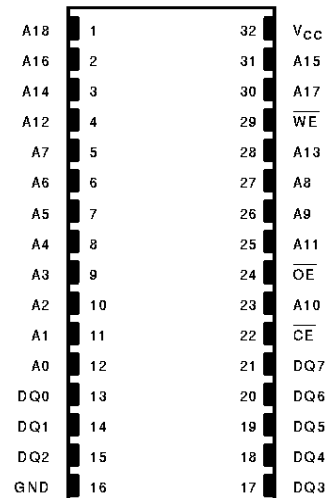 A18 1 32 VCC
A16 2 31 A15
A14 3 30 A17
A12 4 29 WE
A7 5 28 A13
A6 6 27 A8
A5 7 26 A9
A4 8 25 A11
A3 9 24 OE
A2 10 23 A10
A1 11 22 CE
A0 12 21 DQ7
DQ0 13 20 DQ6
DQ1 14 19 DQ5
DQ2 15 18 DQ4
GND 16 17 DQ3